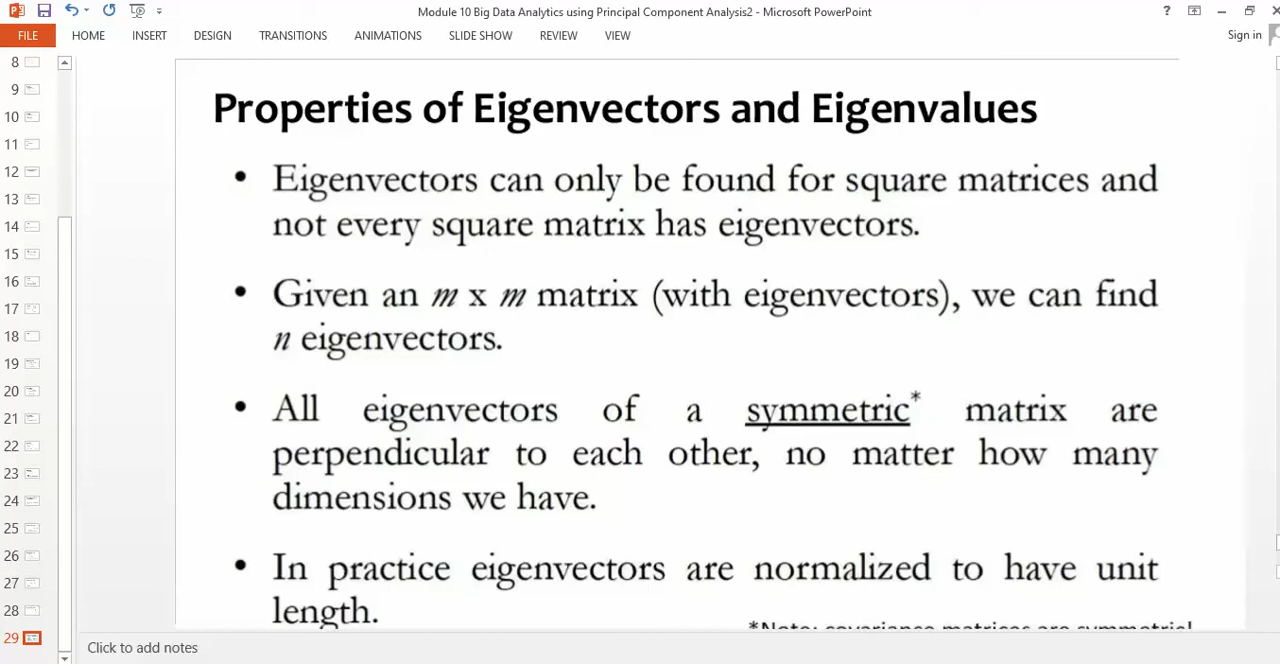 Module 10 Big Data Analytics using Principal Component Analysis2 - Microsoft PowerPoint
?
FILE HOME INSERT DESIGN TRANSITIONS ANIMATIONS SLIDE SHOW REVIEW VIEW Sign in
8
9
10
11
12
13
14
15
16
17
18
19
20
21
22
23
24
25
26
27
28
29
Properties of Eigenvectors and Eigenvalues
• Eigenvectors can only be found for square matrices and
not every square matrix has eigenvectors.
• Given an m x m matrix (with eigenvectors), we can find
n eigenvectors.
• All eigenvectors of a symmetric* matrix are
perpendicular to each other, no matter how many
dimensions we have.
• In practice eigenvectors are normalized to have unit
length.
*Note: covariance matrices are symmetric!
Click to add notes